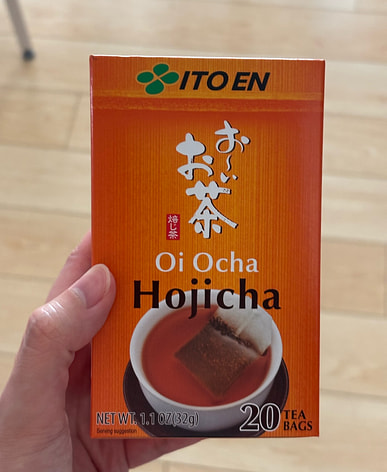 ITO EN
お〜いお茶
焙じ茶
Oi Ocha
Hojicha
NET WT. 1.1 OZ (32g)
Serving suggestion
20 TEA BAGS